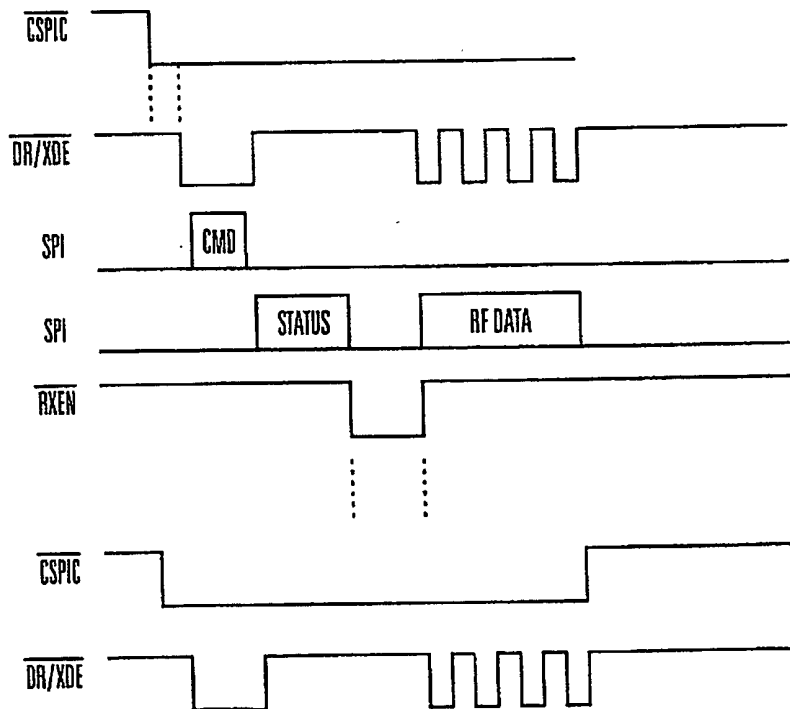 CSPIC
DR/XDE
SPI CMD
SPI STATUS RF DATA
RXEN
CSPIC
DR/XDE